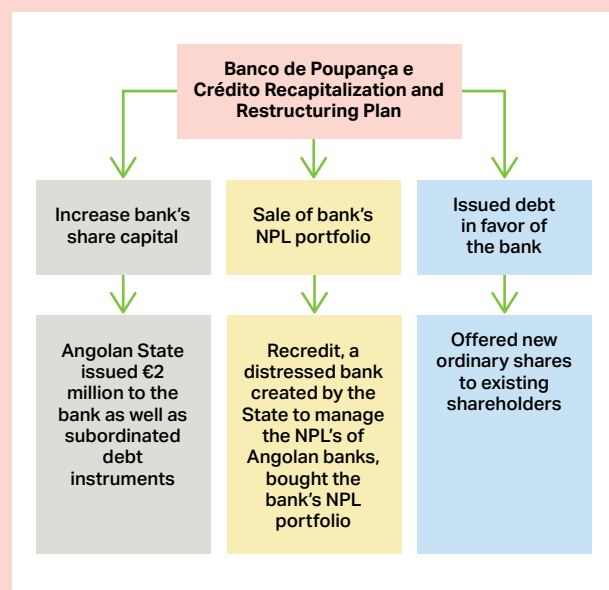 Banco de Poupança e
Crédito Recapitalization and
Restructuring Plan
Increase bank's
share capital
Sale of bank's
NPL portfolio
Issued debt
in favor of
the bank
Angolan State
issued €2
million to the
bank as well as
subordinated
debt
instruments
Recredit, a
distressed bank
created by the
State to manage
the NPL's of
Angolan banks,
bought the
bank's NPL
portfolio
Offered new
ordinary shares
to existing
shareholders